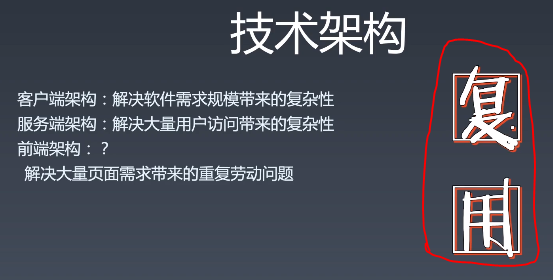 技术架构
客户端架构：解决软件需求规模带来的复杂性
服务端架构：解决大量用户访问带来的复杂性
前端架构：？
解决大量页面需求带来的重复劳动问题
复
用